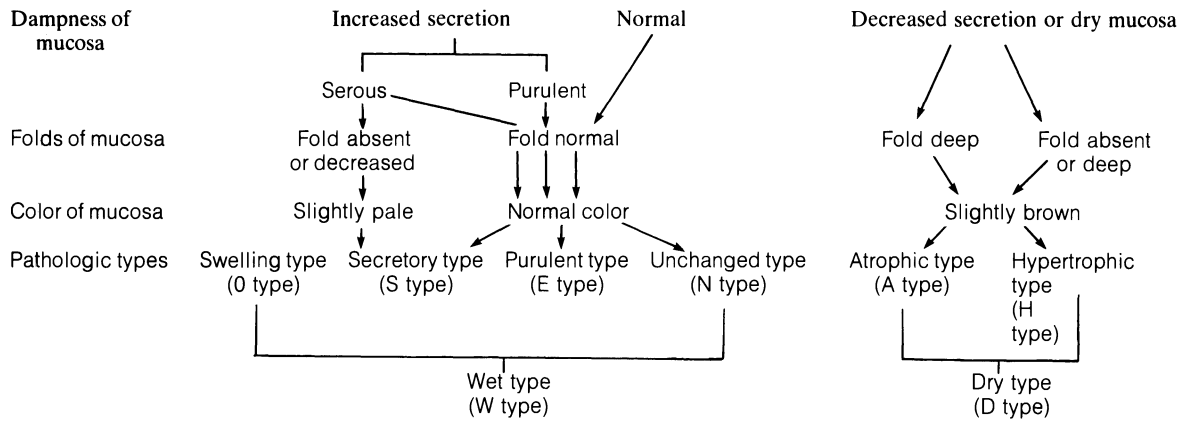 Dampness of mucosa
Increased secretion
Normal
Decreased secretion or dry mucosa
Serous
Purulent
Folds of mucosa
Fold absent
or decreased
Fold normal
Fold deep
Fold absent
or deep
Color of mucosa
Slightly pale
Normal color
Slightly brown
Pathologic types
Swelling type
(0 type)
Secretory type
(S type)
Purulent type
(E type)
Unchanged type
(N type)
Atrophic type
(A type)
Hypertrophic
type
(H
type)
Wet type
(W type)
Dry type
(D type)